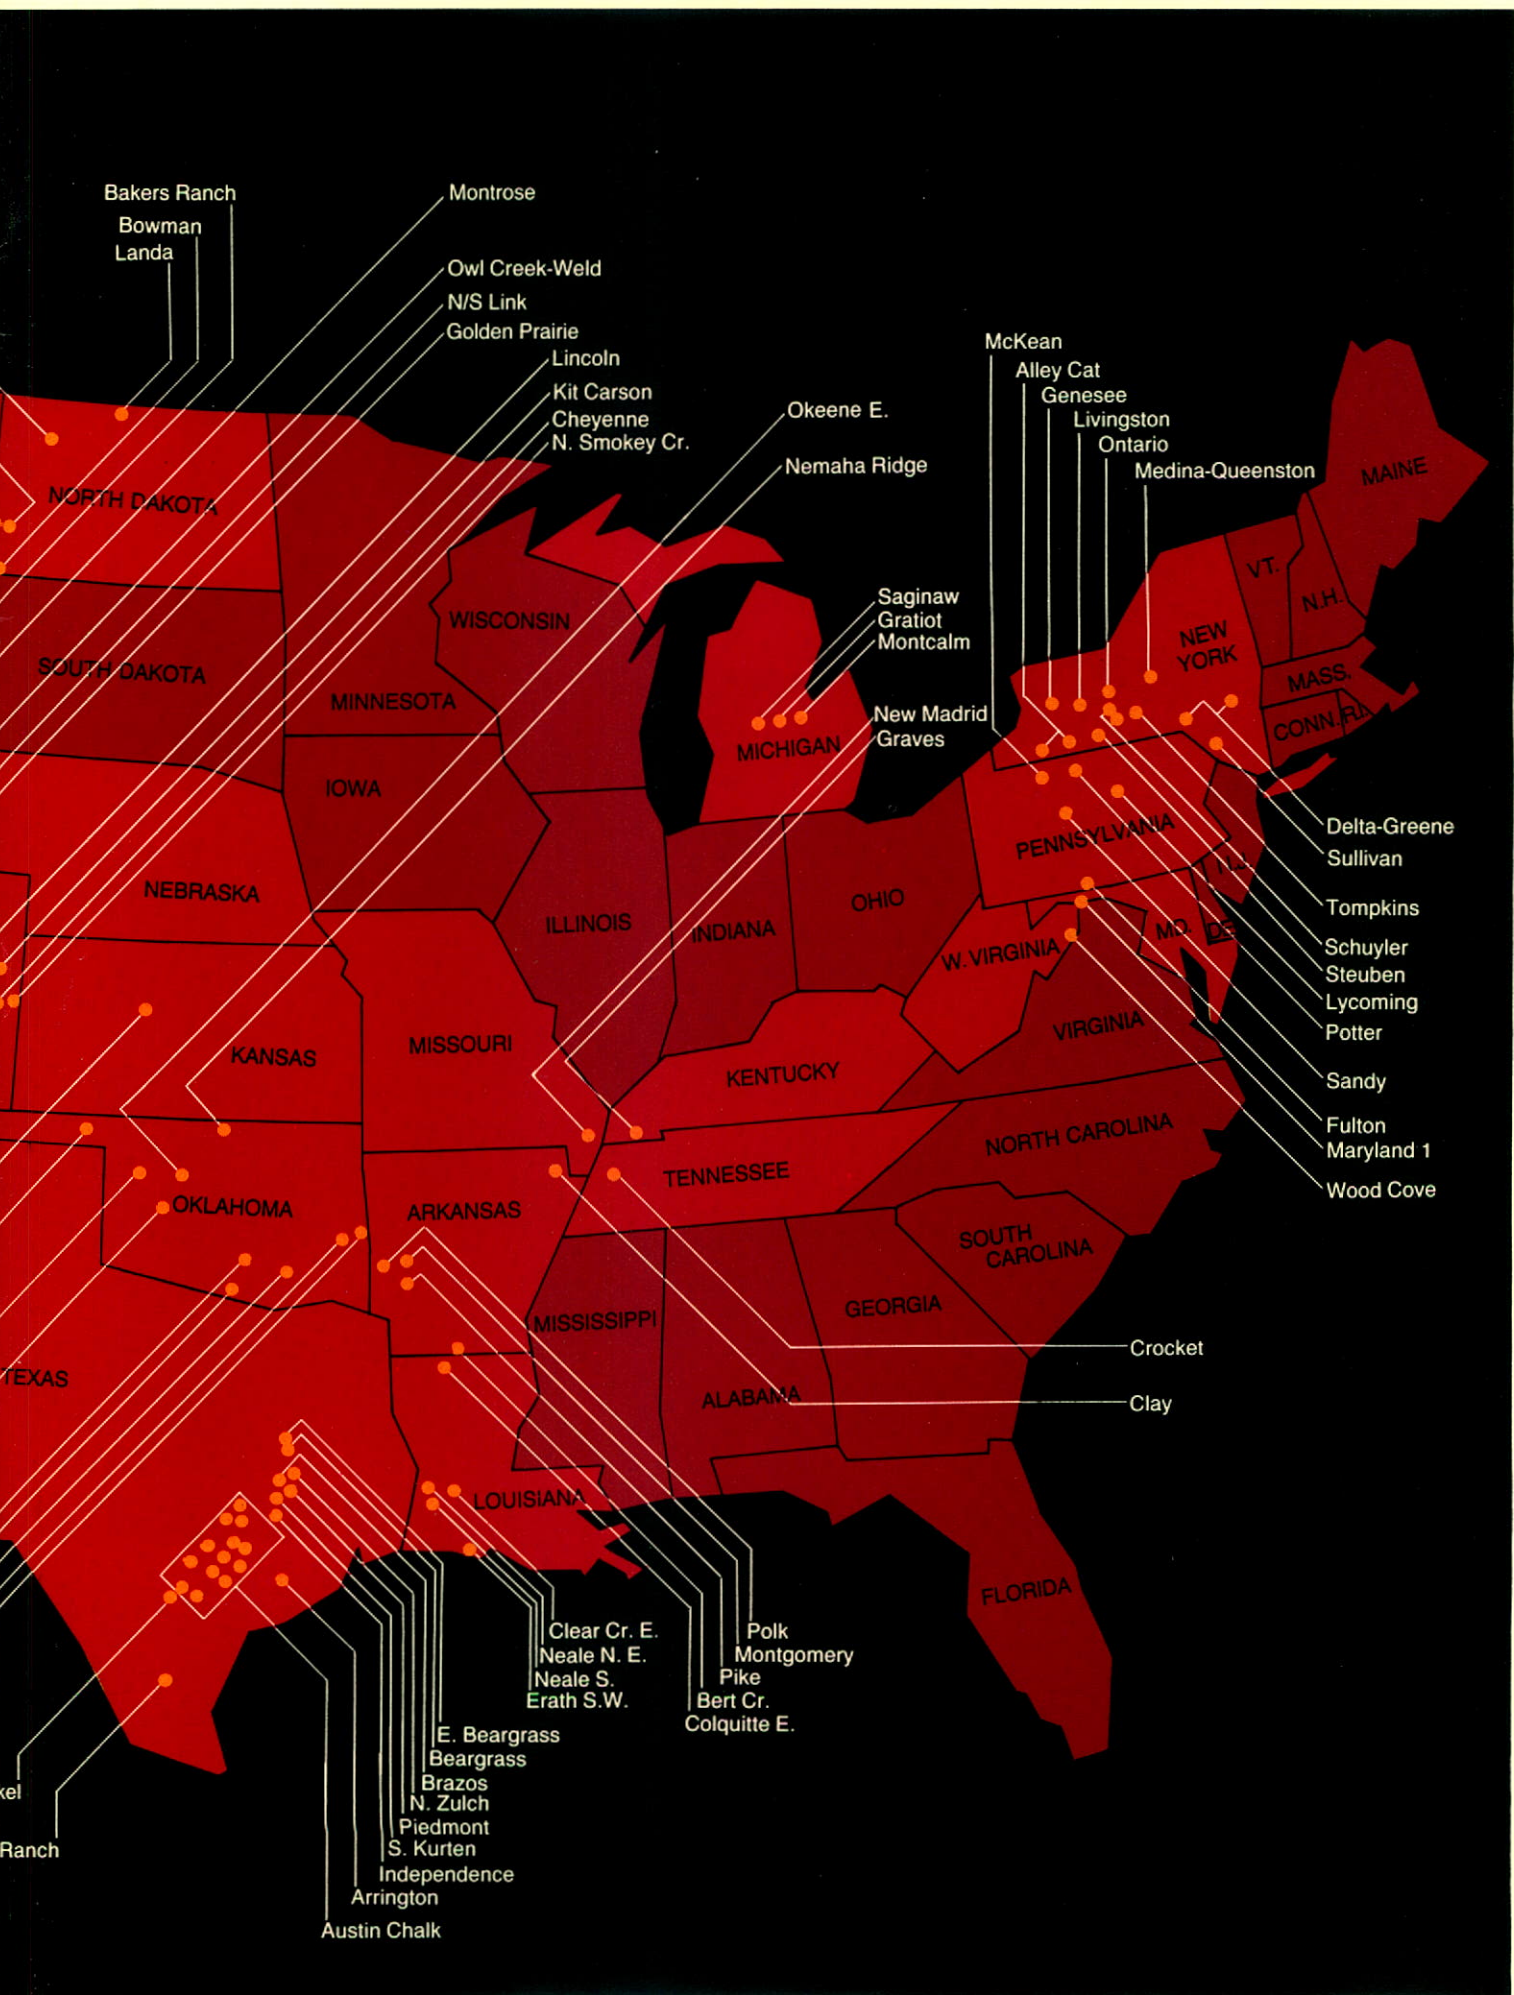 Bakers Ranch
Bowman
Landa
Montrose
Owl Creek-Weld
N/S Link
Golden Prairie
Lincoln
Kit Carson
Cheyenne
N. Smokey Cr.
Okeene E.
Nemaha Ridge
McKean
Alley Cat
Genesee
Livingston
Ontario
Medina-Queenston
Saginaw
Gratiot
Montcalm
New Madrid
Graves
NORTH DAKOTA
SOUTH DAKOTA
NEBRASKA
KANSAS
OKLAHOMA
TEXAS
MINNESOTA
IOWA
MISSOURI
ARKANSAS
LOUISIANA
WISCONSIN
ILLINOIS
MICHIGAN
INDIANA
OHIO
KENTUCKY
TENNESSEE
MISSISSIPPI
ALABAMA
GEORGIA
FLORIDA
SOUTH
CAROLINA
NORTH CAROLINA
VIRGINIA
W. VIRGINIA
MD.
DE
PENNSYLVANIA
N.J.
NEW
YORK
CONN.
R.I.
MASS.
VT.
N.H.
MAINE
Delta-Greene
Sullivan
Tompkins
Schuyler
Steuben
Lycoming
Potter
Sandy
Fulton
Maryland 1
Wood Cove
Crocket
Clay
Polk
Montgomery
Pike
Bert Cr.
Colquitte E.
Clear Cr. E.
Neale N. E.
Neale S.
Erath S.W.
E. Beargrass
Beargrass
Brazos
N. Zulch
Piedmont
S. Kurten
Independence
Arrington
Austin Chalk
kel
Ranch